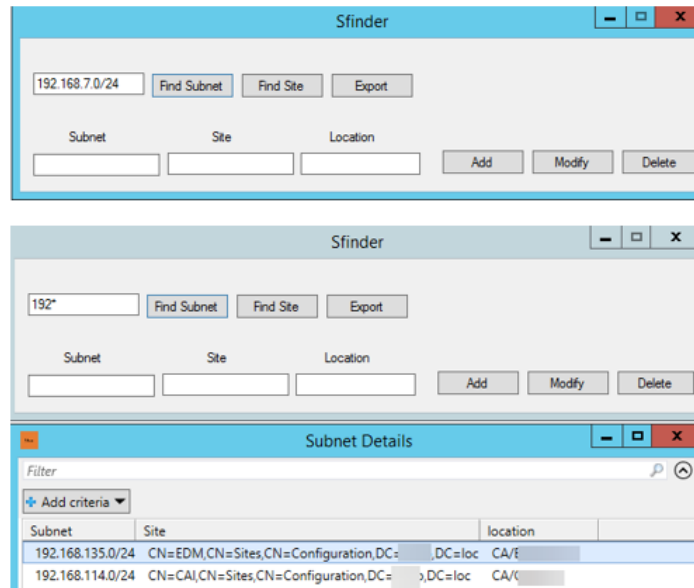 Sfinder
192.168.7.0/24 Find Subnet Find Site Export
Subnet Site Location
Add Modify Delete
Sfinder
192* Find Subnet Find Site Export
Subnet Site Location
Add Modify Delete
Subnet Details
Filter
Add criteria
Subnet Site location
192.168.135.0/24 CN=EDM,CN=Sites,CN=Configuration,DC= ,DC=loc CA/
192.168.114.0/24 CN=CAI,CN=Sites,CN=Configuration,DC= ,DC=loc CA/